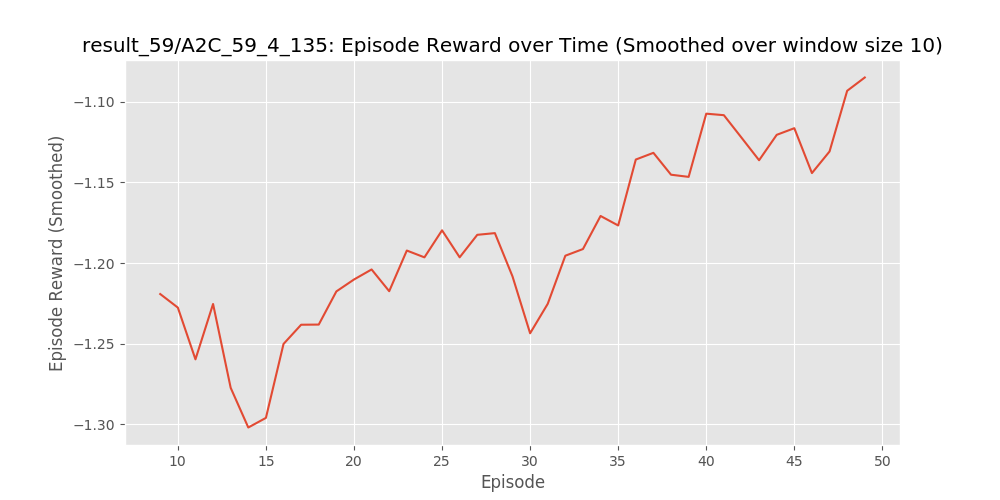 result_59/A2C_59_4_135: Episode Reward over Time (Smoothed over window size 10)
Episode Reward (Smoothed)
−1.10
−1.15
−1.20
−1.25
−1.30
10 15 20 25 30 35 40 45 50
Episode